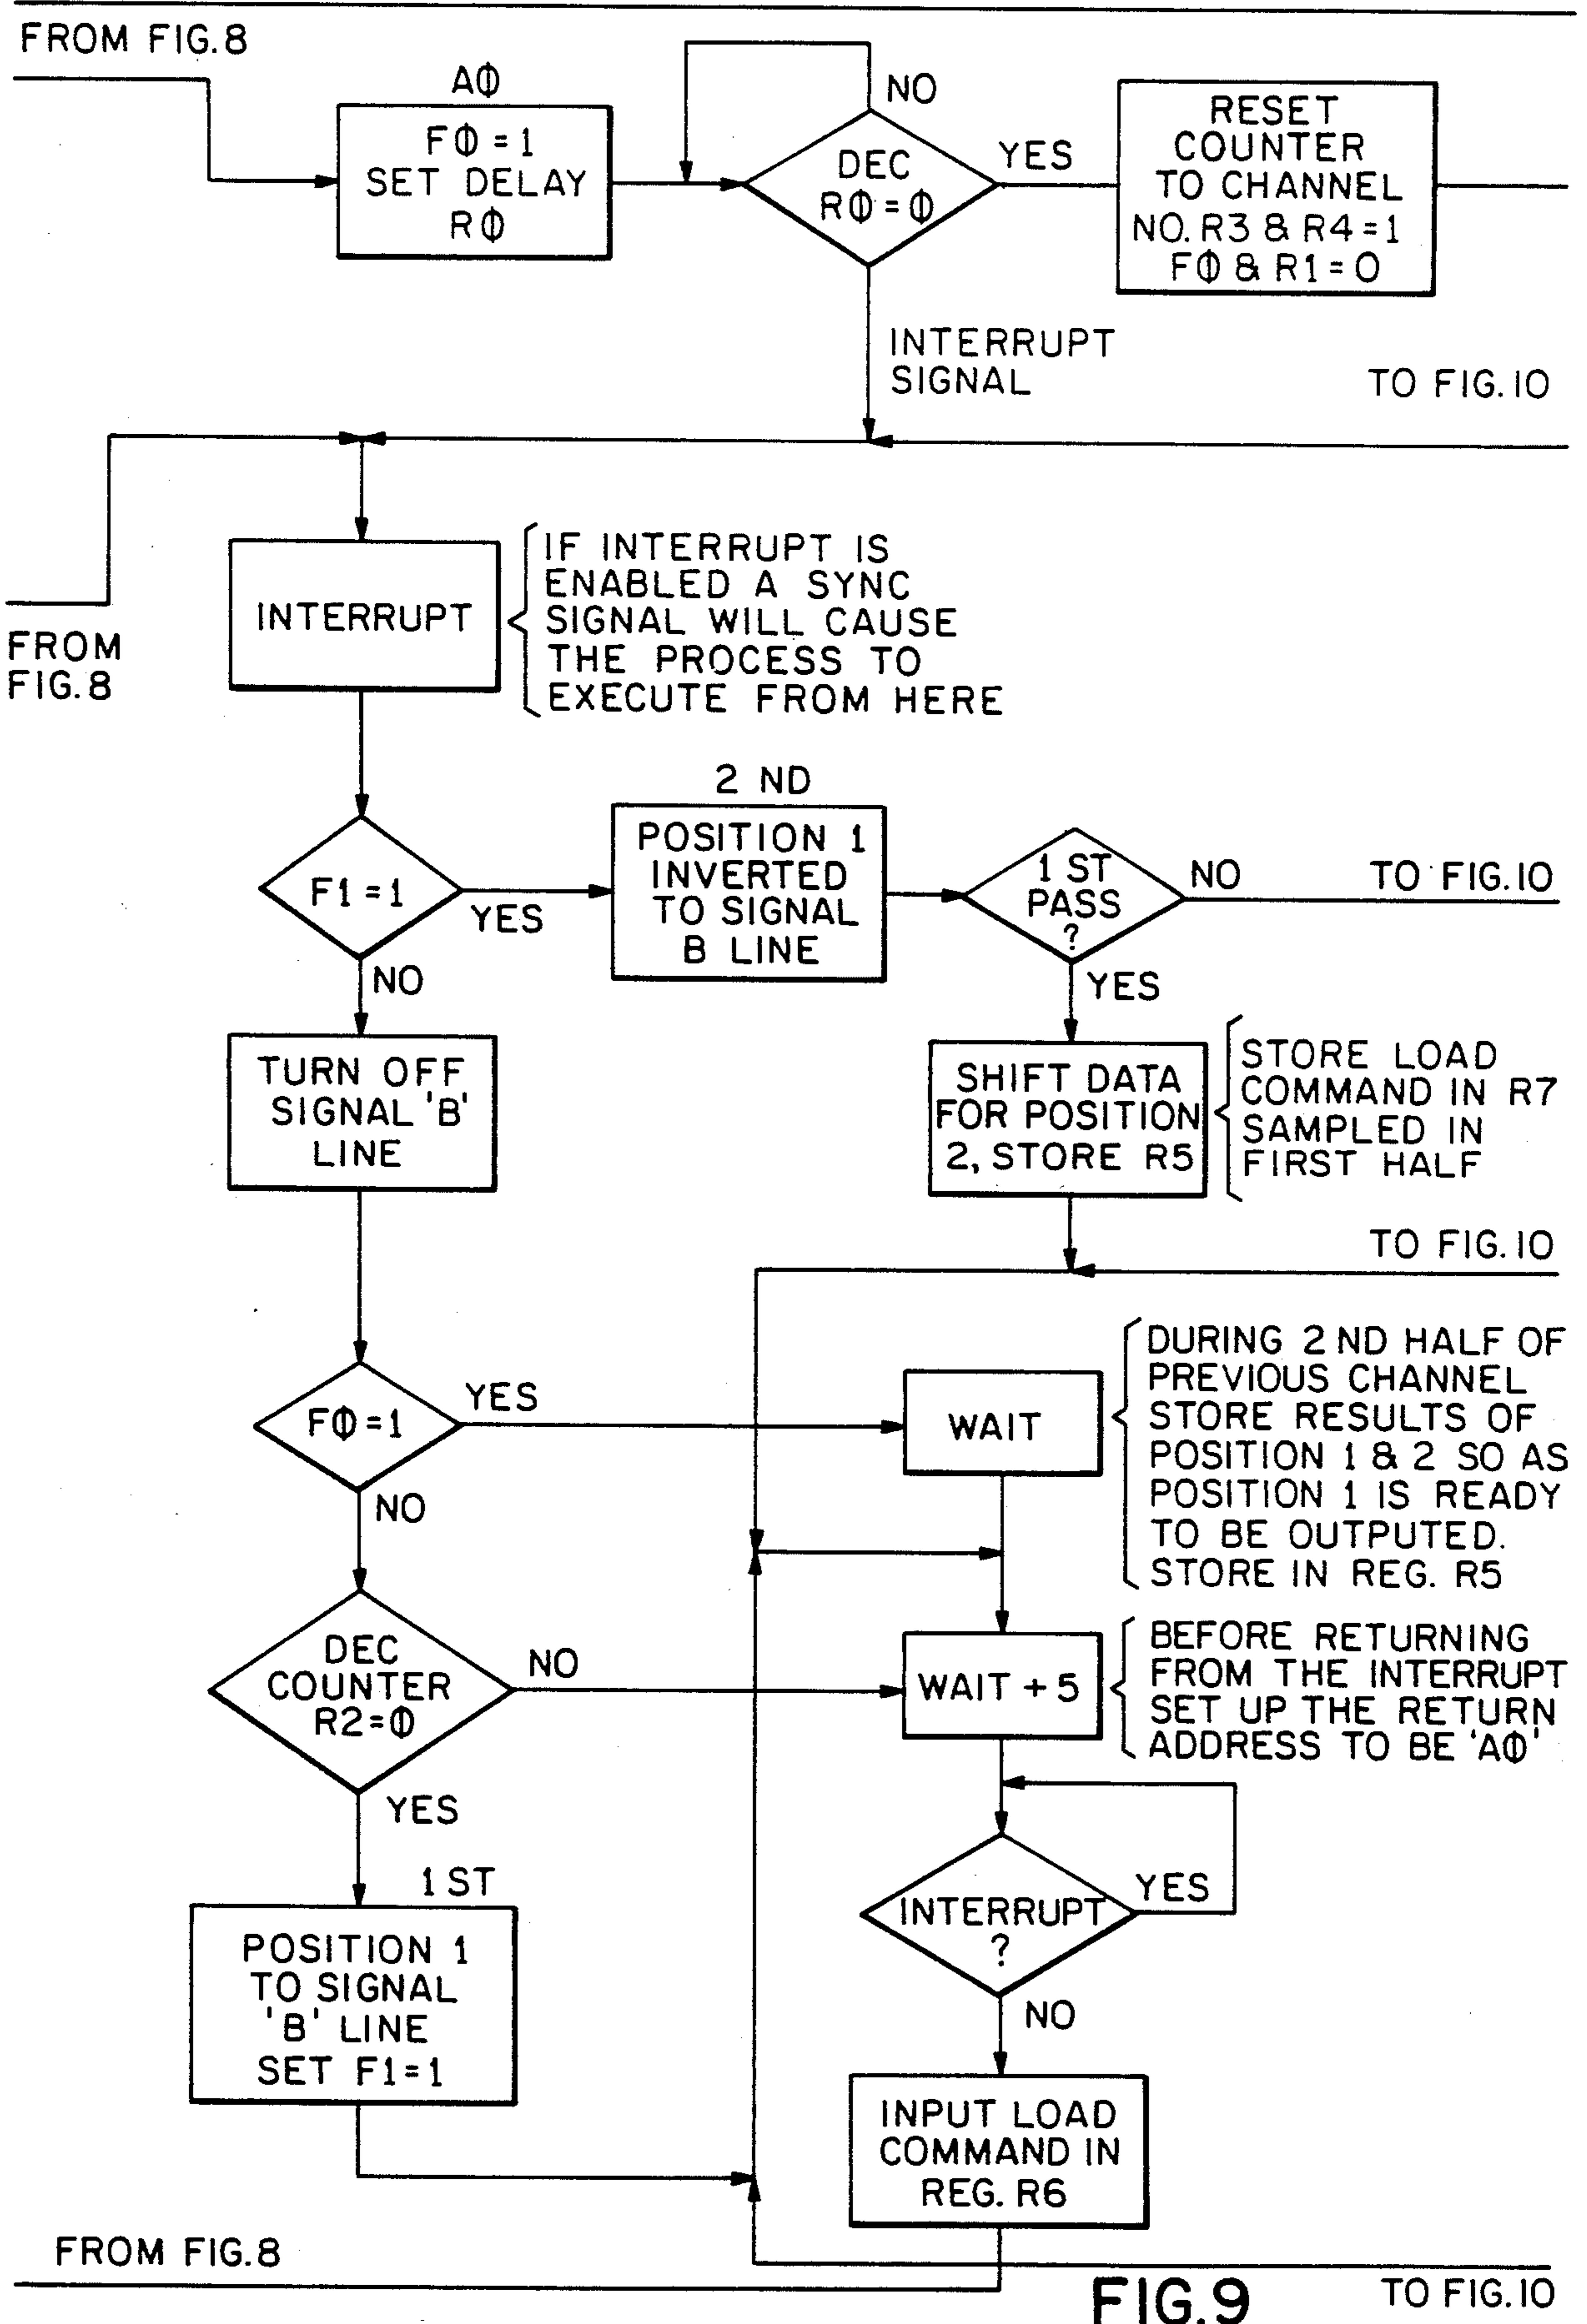 FROM FIG.8
AΦ
FΦ = 1
SET DELAY
RΦ
NO
DEC
RΦ = Φ
YES
RESET
COUNTER
TO CHANNEL
NO. R3 & R4 = 1
FΦ & R1 = 0
INTERRUPT
SIGNAL
TO FIG.10
FROM
FIG.8
INTERRUPT
IF INTERRUPT IS
ENABLED A SYNC
SIGNAL WILL CAUSE
THE PROCESS TO
EXECUTE FROM HERE
F1 = 1
YES
NO
2 ND
POSITION 1
INVERTED
TO SIGNAL
B LINE
1 ST
PASS
?
NO
TO FIG.10
YES
TURN OFF
SIGNAL 'B'
LINE
SHIFT DATA
FOR POSITION
2, STORE R5
STORE LOAD
COMMAND IN R7
SAMPLED IN
FIRST HALF
TO FIG.10
FΦ = 1
YES
NO
WAIT
DURING 2 ND HALF OF
PREVIOUS CHANNEL
STORE RESULTS OF
POSITION 1 & 2 SO AS
POSITION 1 IS READY
TO BE OUTPUTED.
STORE IN REG. R5
DEC
COUNTER
R2 = Φ
NO
YES
WAIT + 5
BEFORE RETURNING
FROM THE INTERRUPT
SET UP THE RETURN
ADDRESS TO BE 'AΦ'
1 ST
POSITION 1
TO SIGNAL
'B' LINE
SET F1 = 1
INTERRUPT
?
YES
NO
INPUT LOAD
COMMAND IN
REG. R6
FROM FIG.8
FIG.9
TO FIG.10